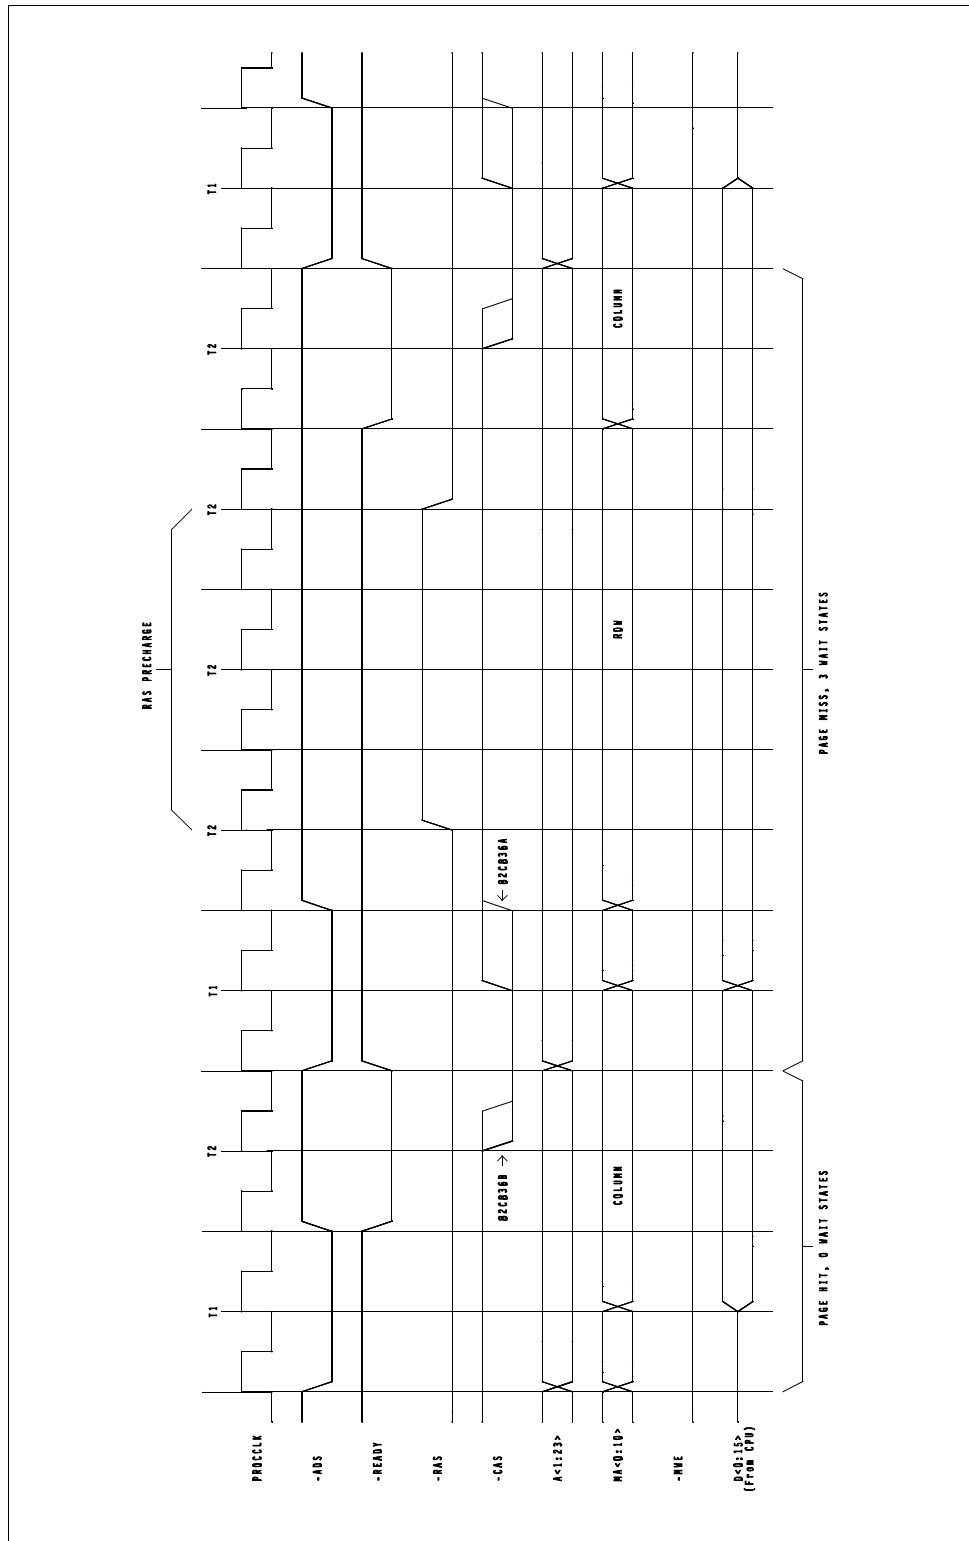 RAS PRECHARGE
T1 T2 T1 T2 T2 T2 T2 T1
PROCCLK
-ADS
-READY
-RAS
-CAS 82C836B 82C836A
A<1:23>
MA<0:10> COLUMN ROW COLUMN
-MWE
D<0:15>
(From CPU)
PAGE HIT, 0 WAIT STATES PAGE MISS, 3 WAIT STATES